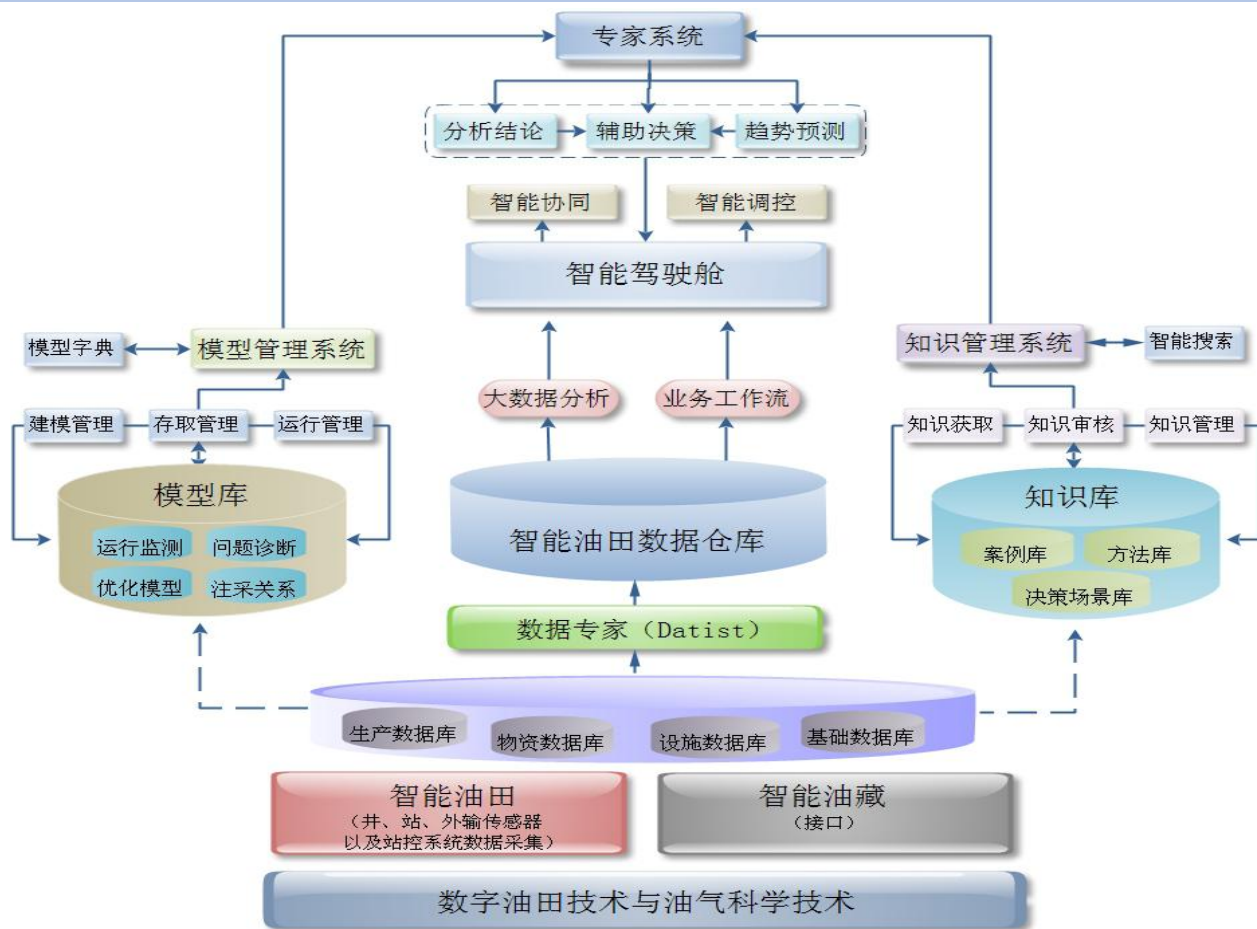 专家系统
分析结论
辅助决策
趋势预测
智能协同
智能调控
智能驾驶舱
模型字典
模型管理系统
知识管理系统
智能搜索
大数据分析
业务工作流
建模管理
存取管理
运行管理
知识获取
知识审核
知识管理
模型库
运行监测
问题诊断
优化模型
注采关系
智能油田数据仓库
知识库
案例库
方法库
决策场景库
数据专家（Datist）
生产数据库
物资数据库
设施数据库
基础数据库
智能油田
（井、站、外输传感器
以及站控系统数据采集）
智能油藏
（接口）
数字油田技术与油气科学技术